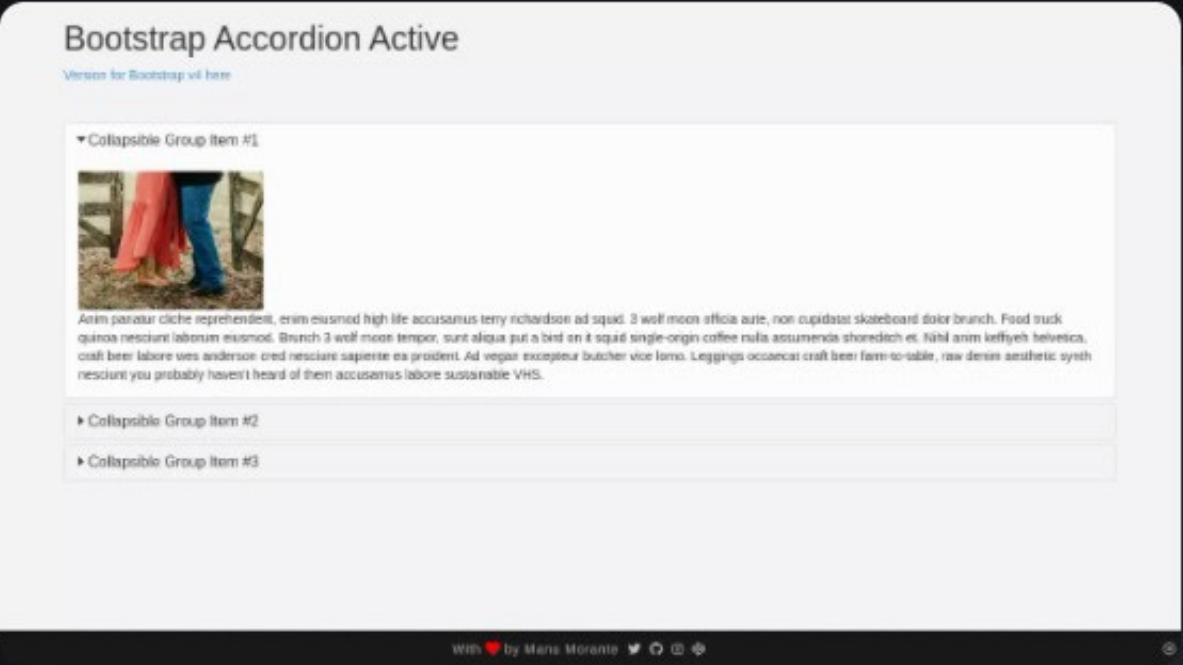 Bootstrap Accordion Active
Version for Bootstrap v4 here
Collapsible Group Item #1
Anim pariatur cliche reprehenderit, enim eiusmod high life accusamus terry richardson ad squid. 3 wolf moon officia aute, non cupidatat skateboard dolor brunch. Food truck
quinoa nesciunt laborum eiusmod. Brunch 3 wolf moon tempor, sunt aliqua put a bird on it squid single-origin coffee nulla assumenda shoreditch et. Nihil anim keffiyeh helvetica,
craft beer labore wes anderson cred nesciunt sapiente ea proident. Ad vegan excepteur butcher vice lomo. Leggings occaecat craft beer farm-to-table, raw denim aesthetic synth
nesciunt you probably haven't heard of them accusamus labore sustainable VHS.
Collapsible Group Item #2
Collapsible Group Item #3
With ❤ by Manu Morante